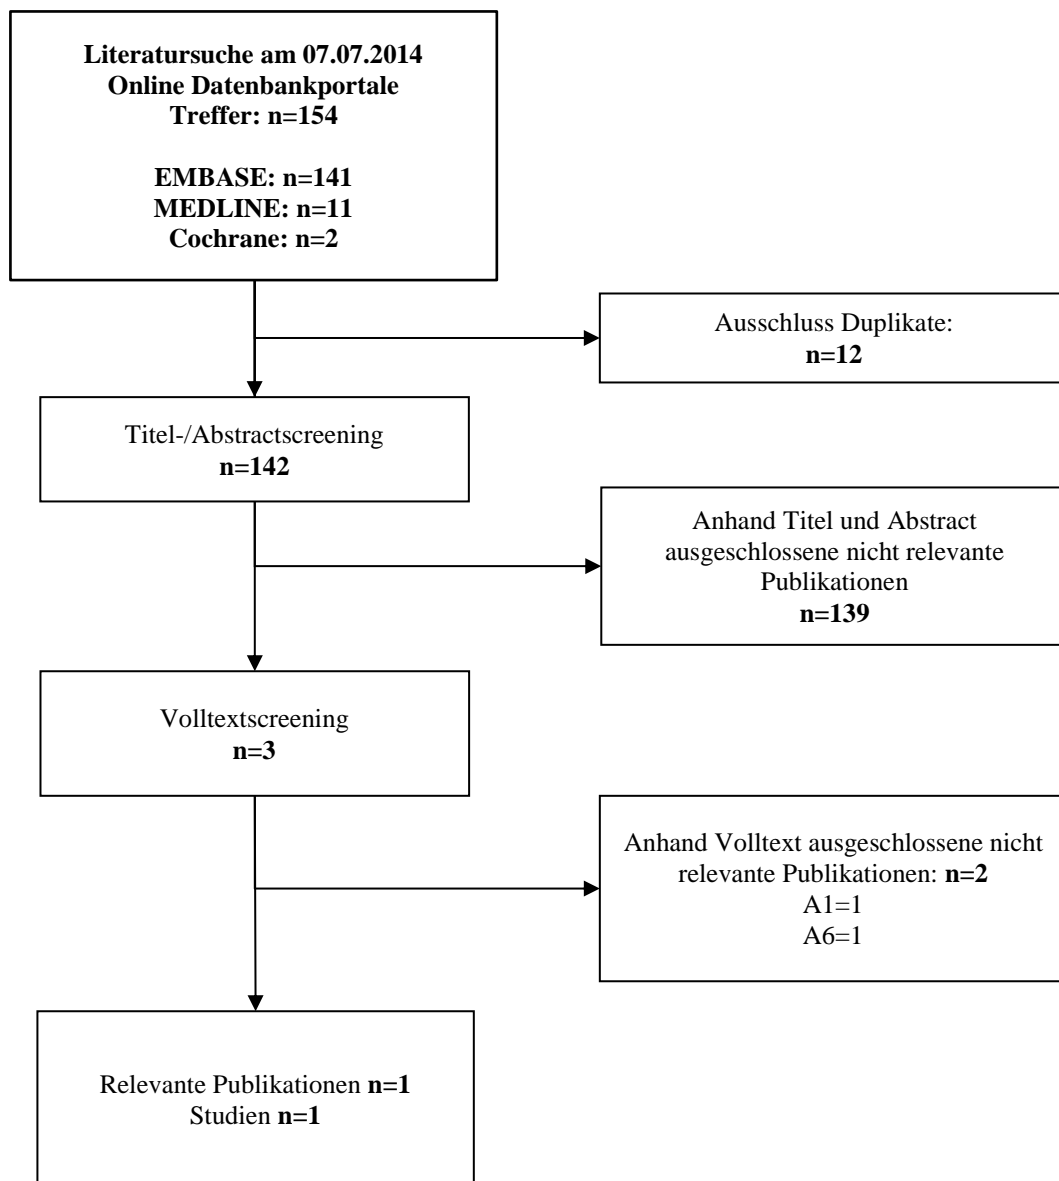 Literatursuche am 07.07.2014
Online Datenbankportale
Treffer: n=154
EMBASE: n=141
MEDLINE: n=11
Cochrane: n=2
Ausschluss Duplikate:
n=12
Titel-/Abstractscreening
n=142
Anhand Titel und Abstract
ausgeschlossene nicht relevante
Publikationen
n=139
Volltextscreening
n=3
Anhand Volltext ausgeschlossene nicht
relevante Publikationen: n=2
A1=1
A6=1
Relevante Publikationen n=1
Studien n=1